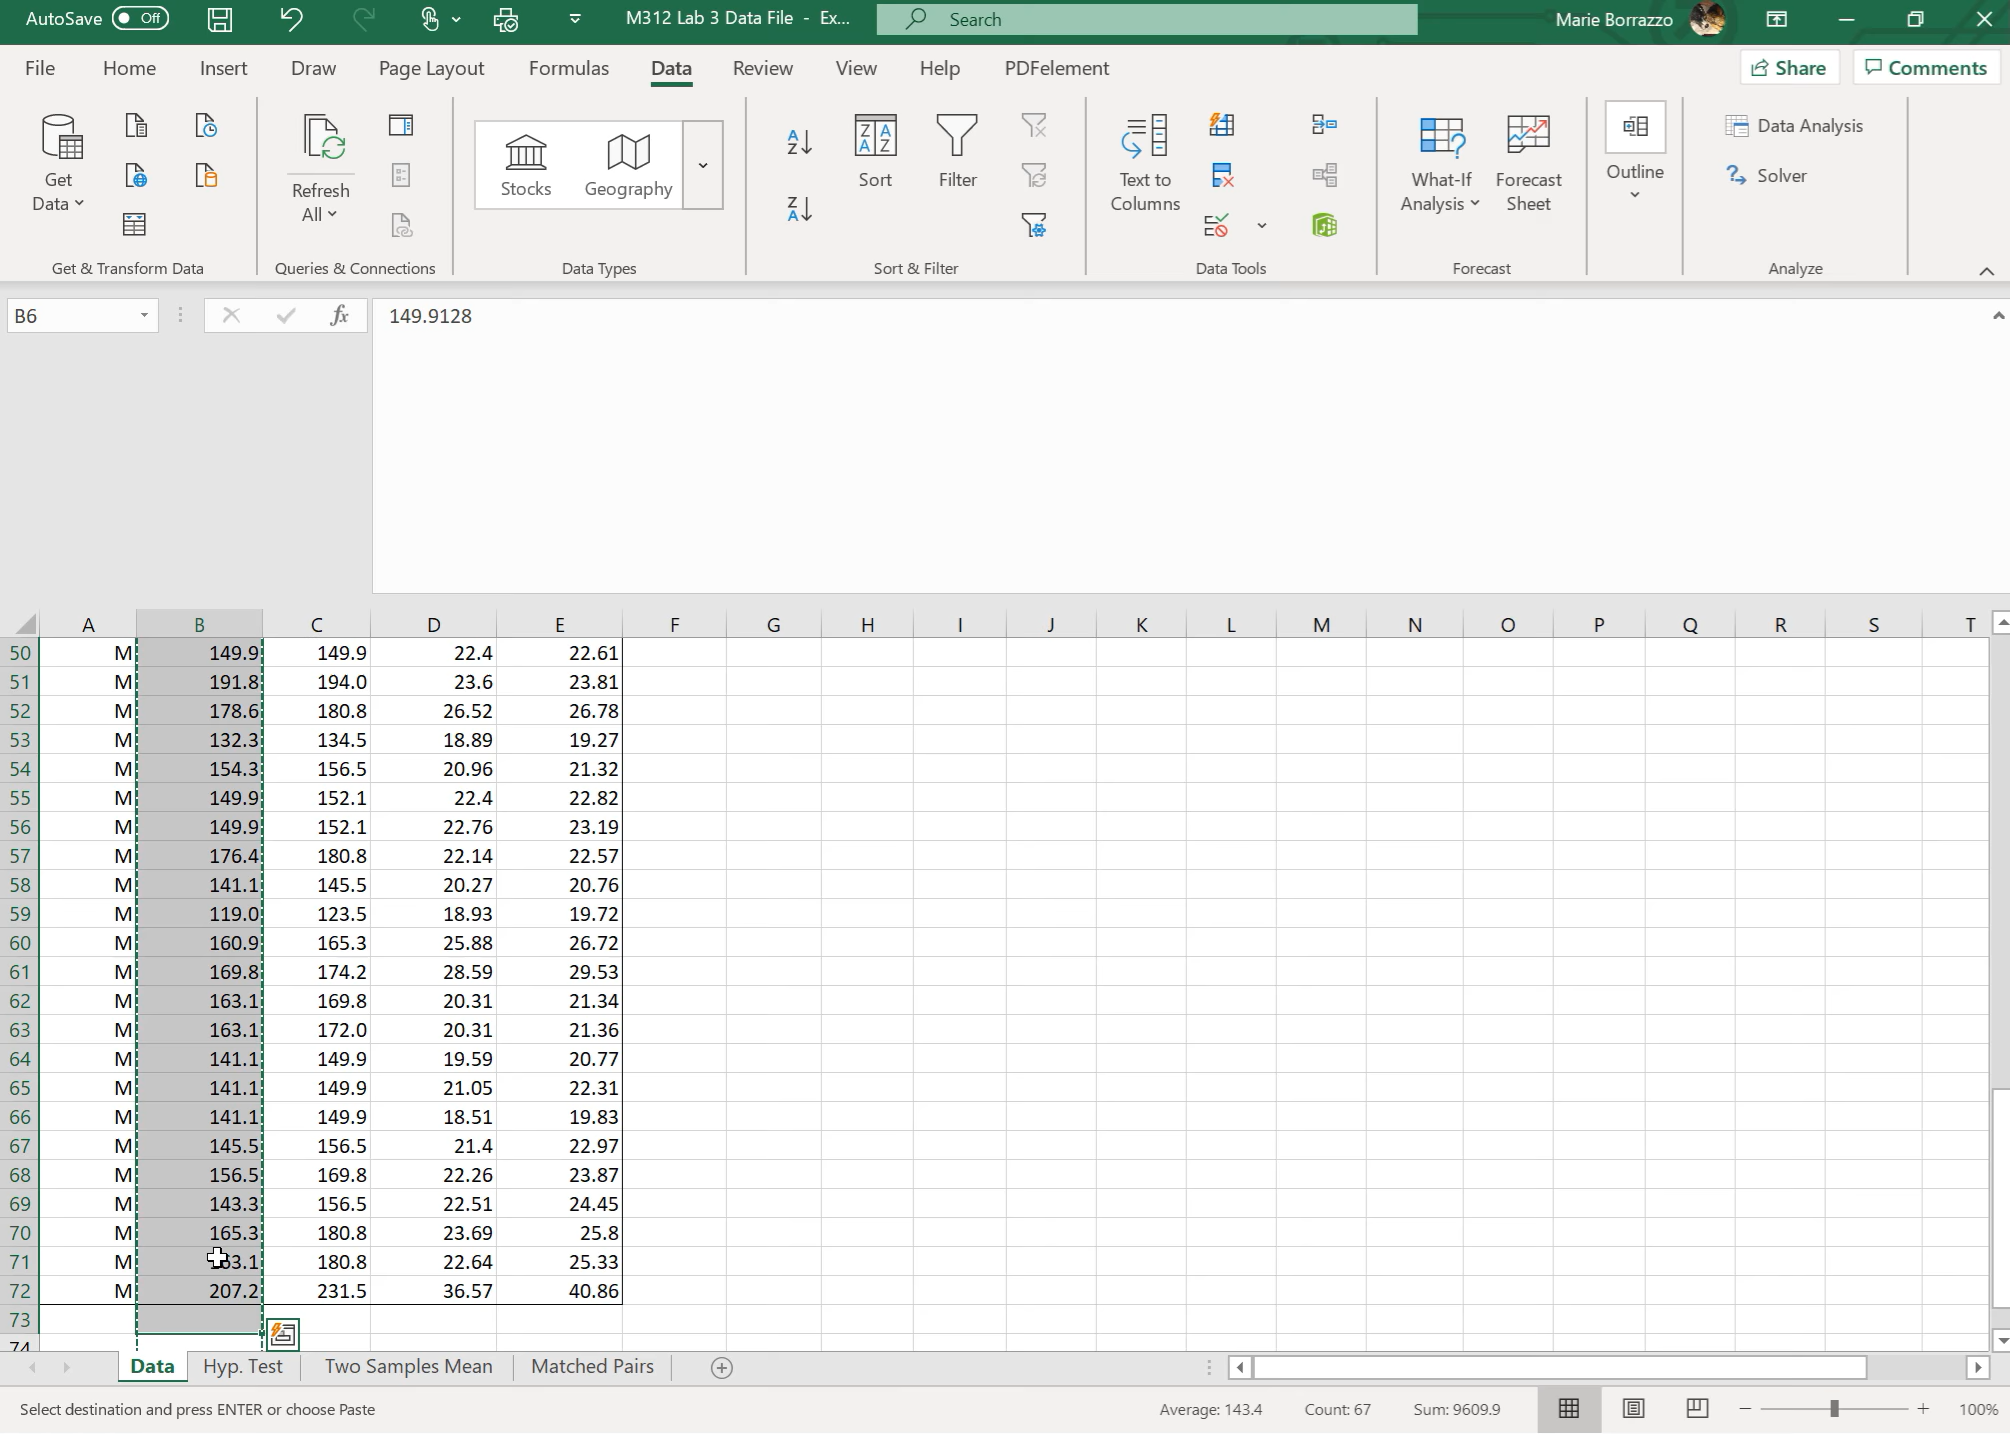 AutoSave Off M312 Lab 3 Data File - Ex... Search Marie Borrazzo
File Home Insert Draw Page Layout Formulas Data Review View Help PDFelement Share Comments
Get Data Refresh All Stocks Geography Sort Filter Text to Columns What-If Analysis Forecast Sheet Outline Data Analysis Solver
Get & Transform Data Queries & Connections Data Types Sort & Filter Data Tools Forecast Analyze
B6 fx 149.9128
A B C D E F G H I J K L M N O P Q R S T
50 M 149.9 149.9 22.4 22.61
51 M 191.8 194.0 23.6 23.81
52 M 178.6 180.8 26.52 26.78
53 M 132.3 134.5 18.89 19.27
54 M 154.3 156.5 20.96 21.32
55 M 149.9 152.1 22.4 22.82
56 M 149.9 152.1 22.76 23.19
57 M 176.4 180.8 22.14 22.57
58 M 141.1 145.5 20.27 20.76
59 M 119.0 123.5 18.93 19.72
60 M 160.9 165.3 25.88 26.72
61 M 169.8 174.2 28.59 29.53
62 M 163.1 169.8 20.31 21.34
63 M 163.1 172.0 20.31 21.36
64 M 141.1 149.9 19.59 20.77
65 M 141.1 149.9 21.05 22.31
66 M 141.1 149.9 18.51 19.83
67 M 145.5 156.5 21.4 22.97
68 M 156.5 169.8 22.26 23.87
69 M 143.3 156.5 22.51 24.45
70 M 165.3 180.8 23.69 25.8
71 M 180.8 22.64 25.33
72 M 207.2 231.5 36.57 40.86
73
74
Data Hyp. Test Two Samples Mean Matched Pairs
Select destination and press ENTER or choose Paste Average: 143.4 Count: 67 Sum: 9609.9 100%